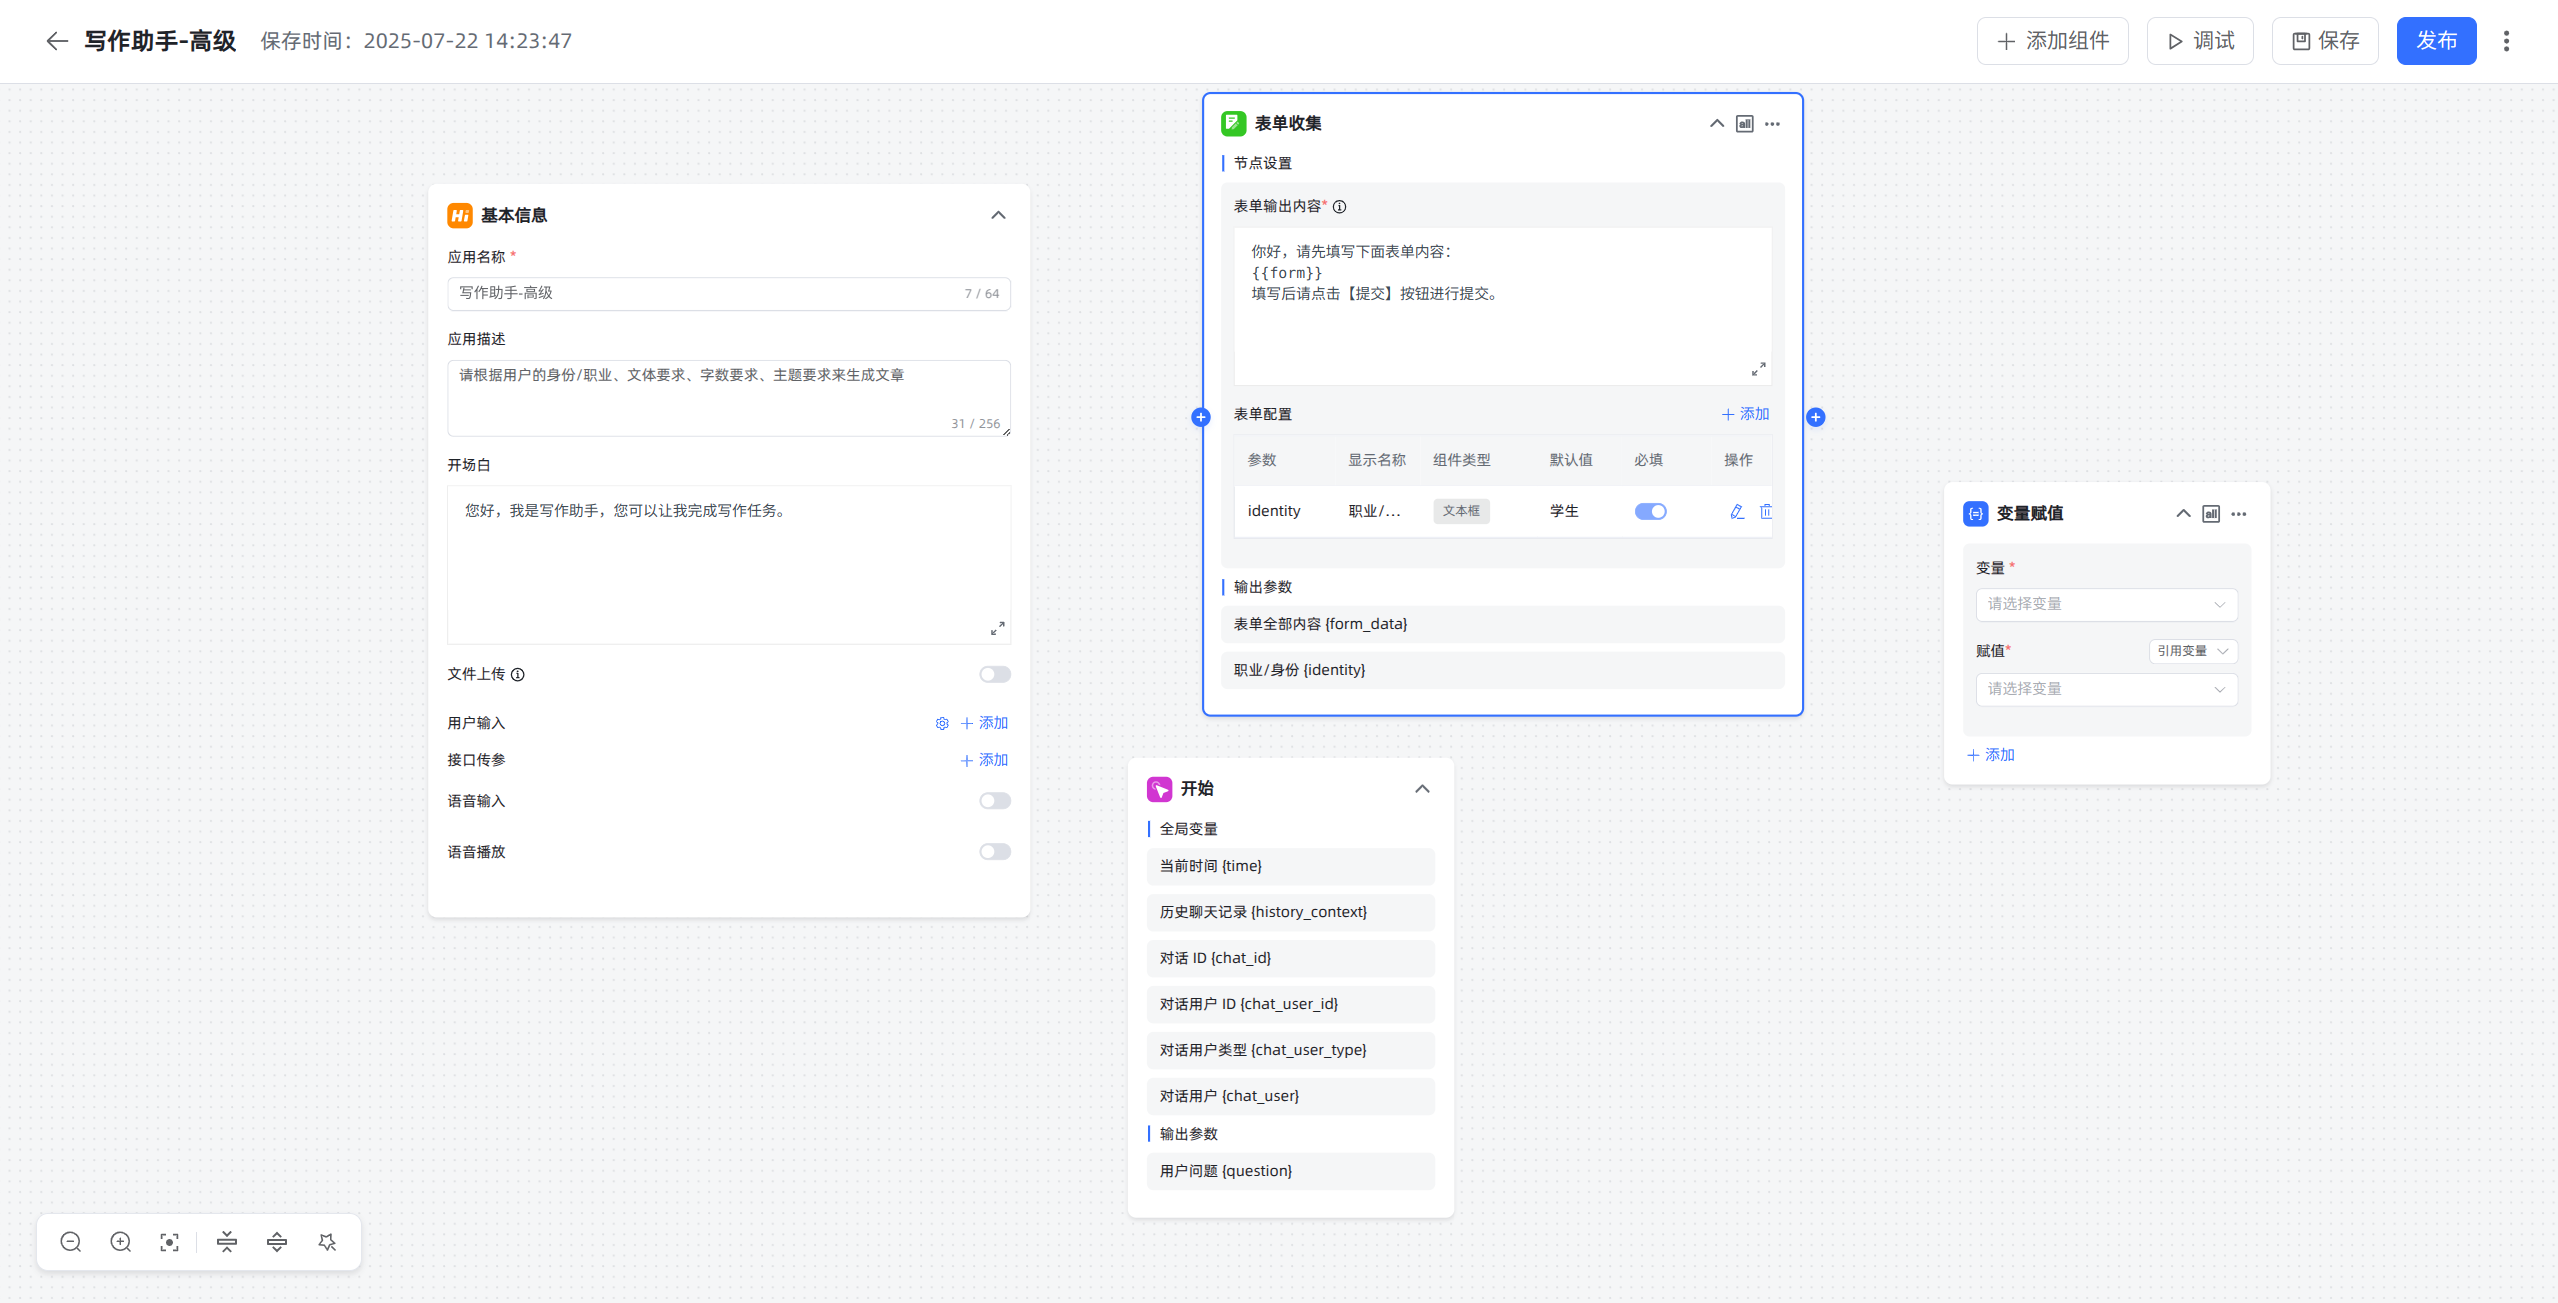 写作助手-高级 保存时间：2025-07-22 14:23:47 添加组件 调试 保存 发布
Hi 基本信息
应用名称 *
写作助手-高级 7 / 64
应用描述
请根据用户的身份/职业、文体要求、字数要求、主题要求来生成文章
31 / 256
开场白
您好，我是写作助手，您可以让我完成写作任务。
文件上传
用户输入 添加
接口传参 添加
语音输入
语音播放
表单收集 all
节点设置
表单输出内容*
你好，请先填写下面表单内容：
{{form}}
填写后请点击【提交】按钮进行提交。
表单配置 添加
参数 显示名称 组件类型 默认值 必填 操作
identity 职业/... 文本框 学生
输出参数
表单全部内容 {form_data}
职业/身份 {identity}
开始
全局变量
当前时间 {time}
历史聊天记录 {history_context}
对话 ID {chat_id}
对话用户 ID {chat_user_id}
对话用户类型 {chat_user_type}
对话用户 {chat_user}
输出参数
用户问题 {question}
变量赋值 all
变量 *
请选择变量
赋值* 引用变量
请选择变量
添加